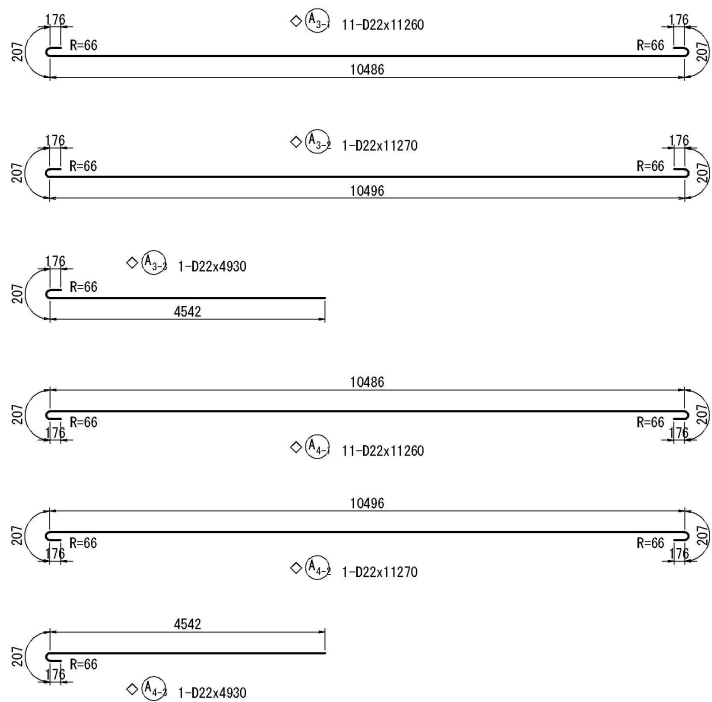 ◇ A3-1 11-D22x11260
176 176
207 R=66 R=66 207
10486
◇ A3-2 1-D22x11270
176 176
207 R=66 R=66 207
10496
◇ A3-3 1-D22x4930
176
207 R=66
4542
10486
207 R=66 R=66 207
176 176
◇ A4-1 11-D22x11260
10496
207 R=66 R=66 207
176 176
◇ A4-2 1-D22x11270
4542
207 R=66
176
◇ A4-3 1-D22x4930